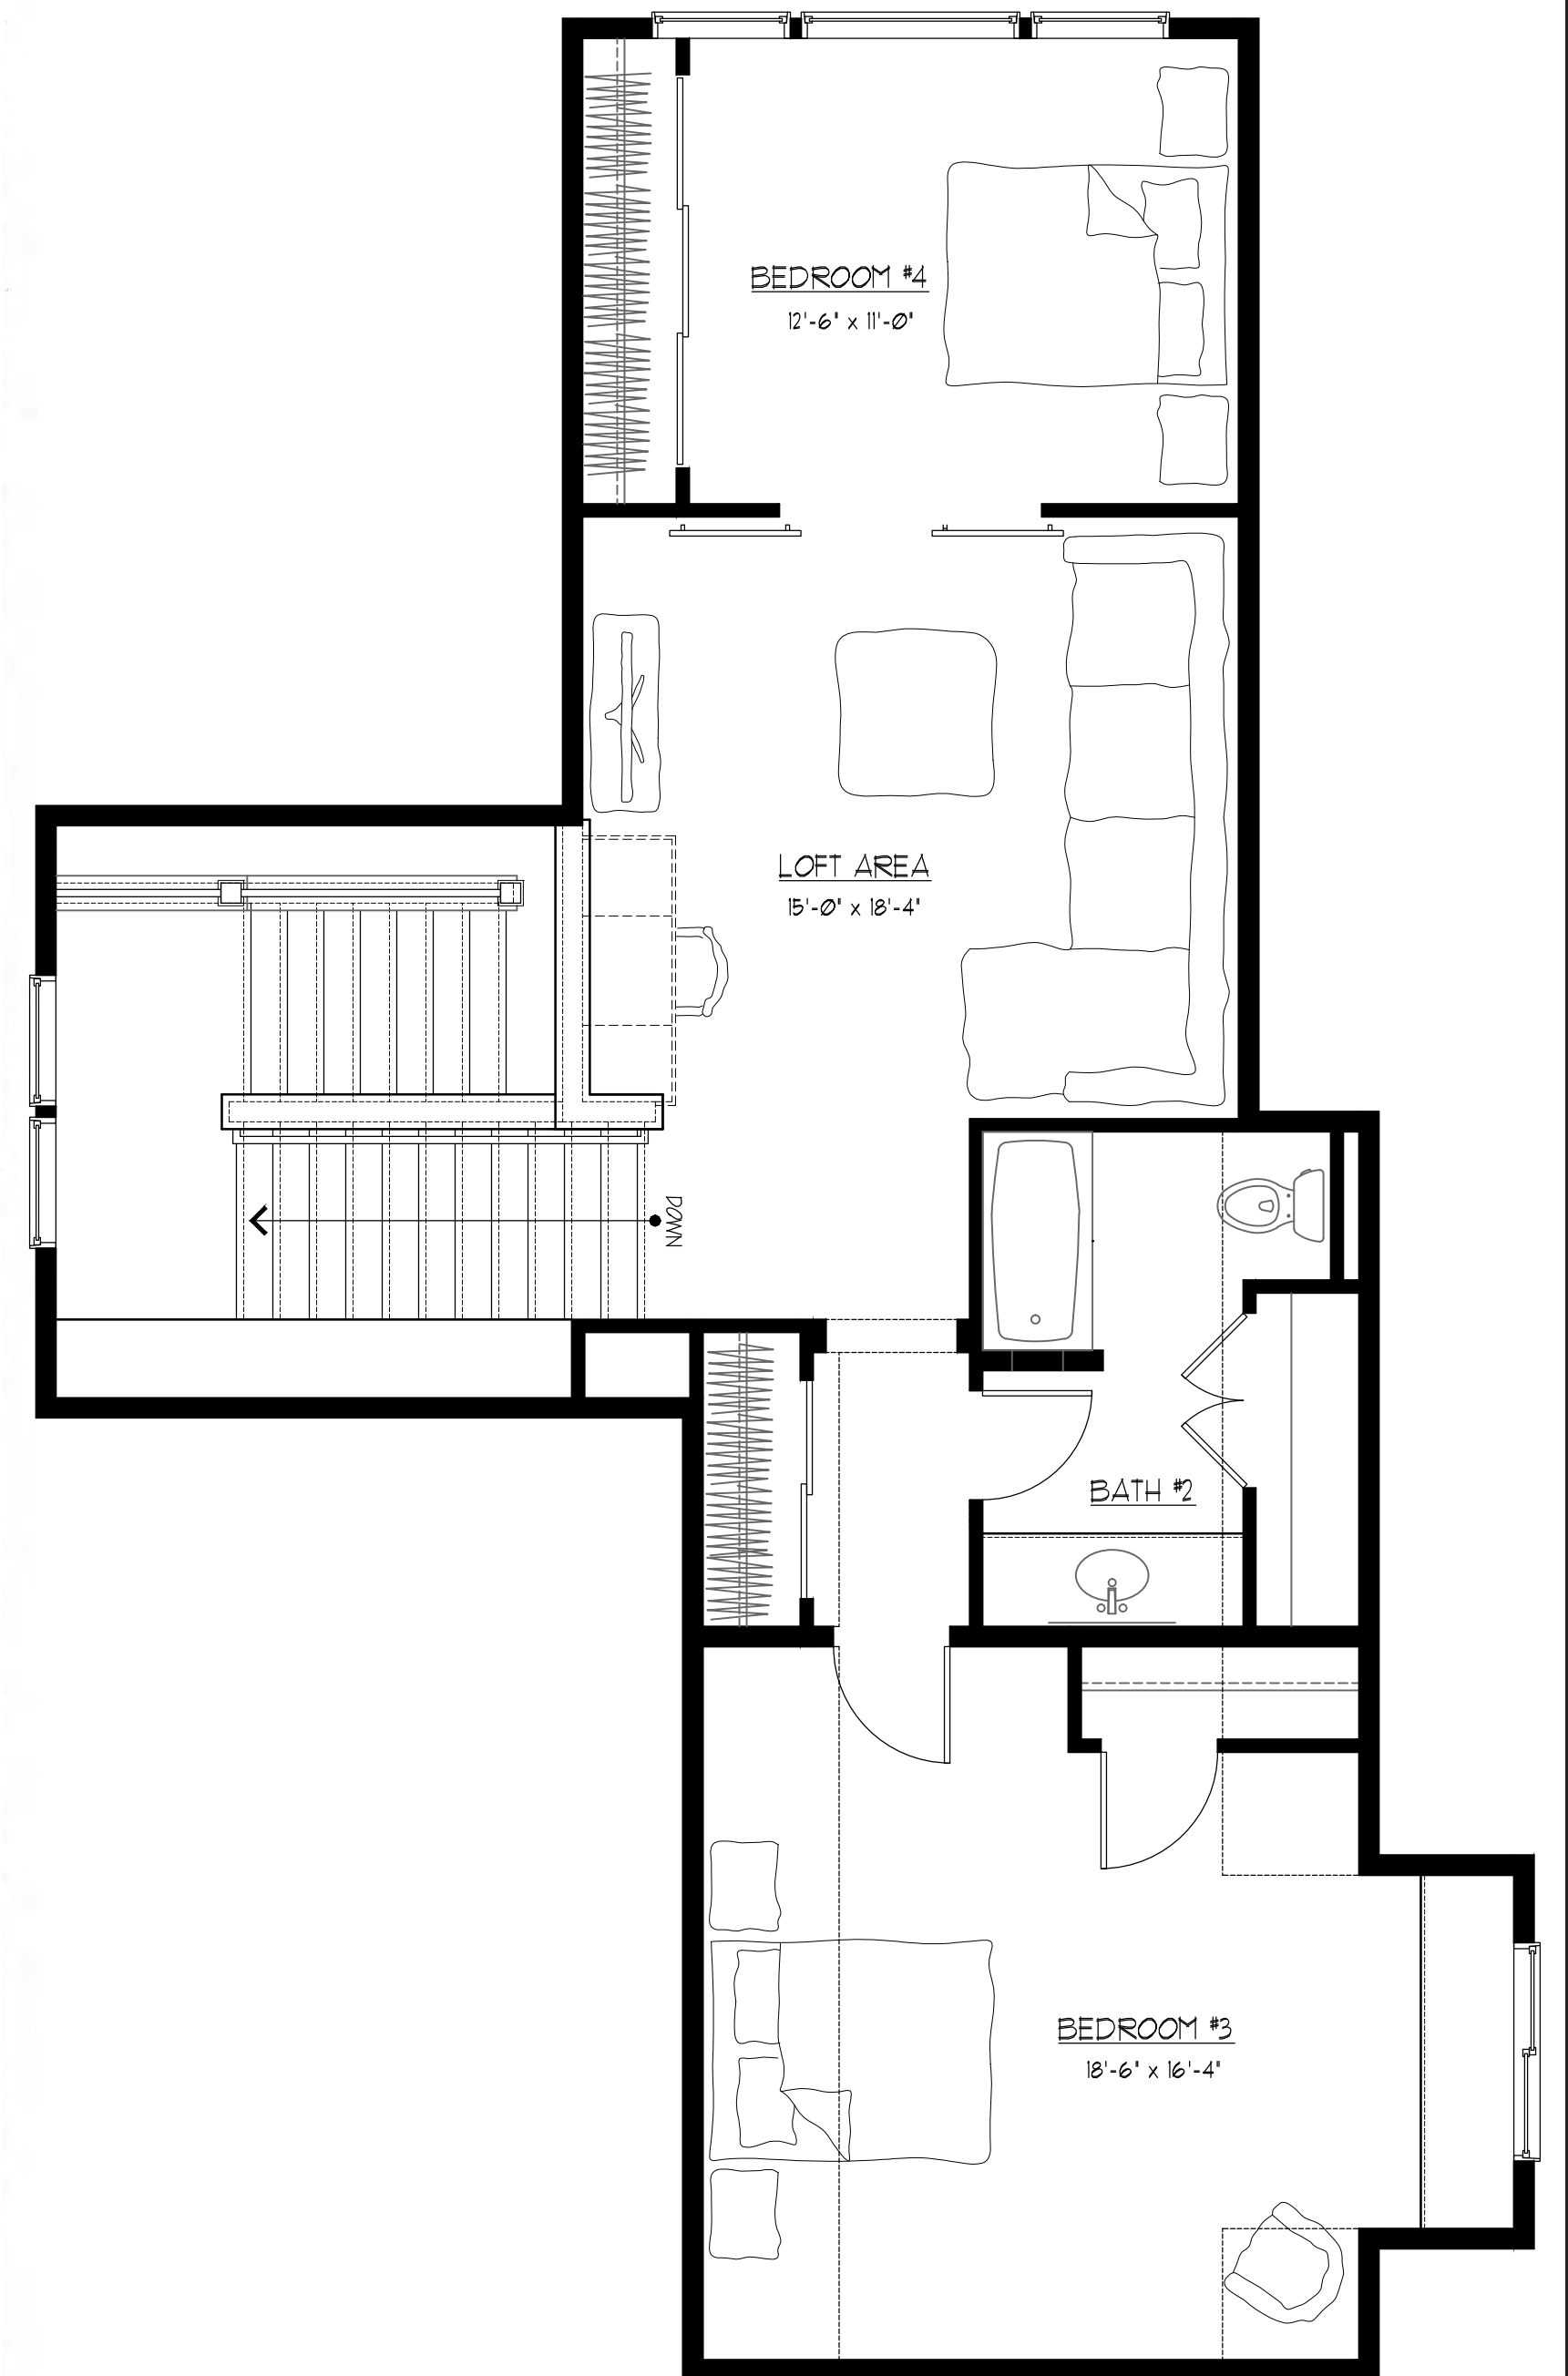 BEDROOM #4
12'-6" x 11'-0"
LOFT AREA
15'-0" x 18'-4"
DOWN
BATH #2
BEDROOM #3
18'-6" x 16'-4"